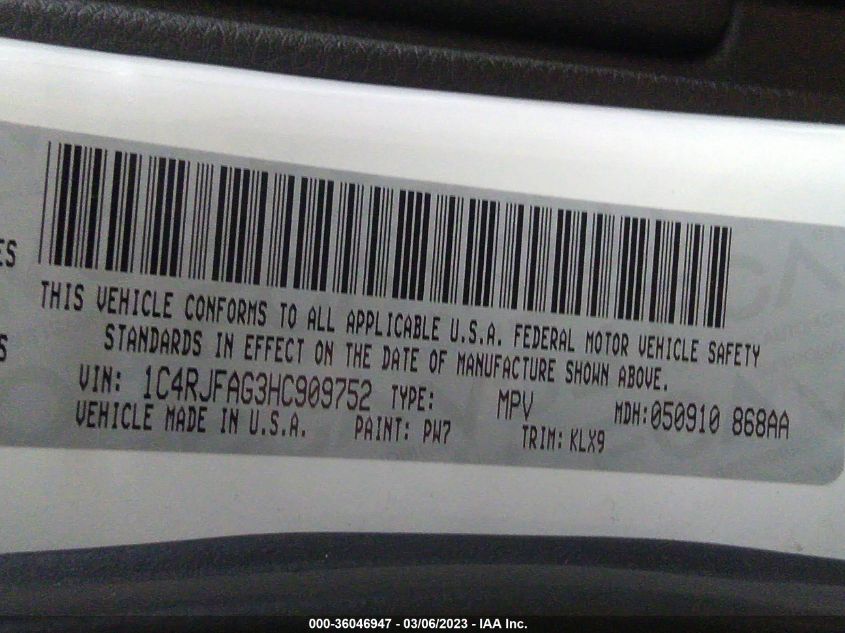 ES
S
THIS VEHICLE CONFORMS TO ALL APPLICABLE U.S.A. FEDERAL MOTOR VEHICLE SAFETY
STANDARDS IN EFFECT ON THE DATE OF MANUFACTURE SHOWN ABOVE.
VIN: 1C4RJFAG3HC909752 TYPE: MPV MDH:050910 868AA
VEHICLE MADE IN U.S.A. PAINT: PW7 TRIM: KLX9
000-36046947 - 03/06/2023 - IAA Inc.